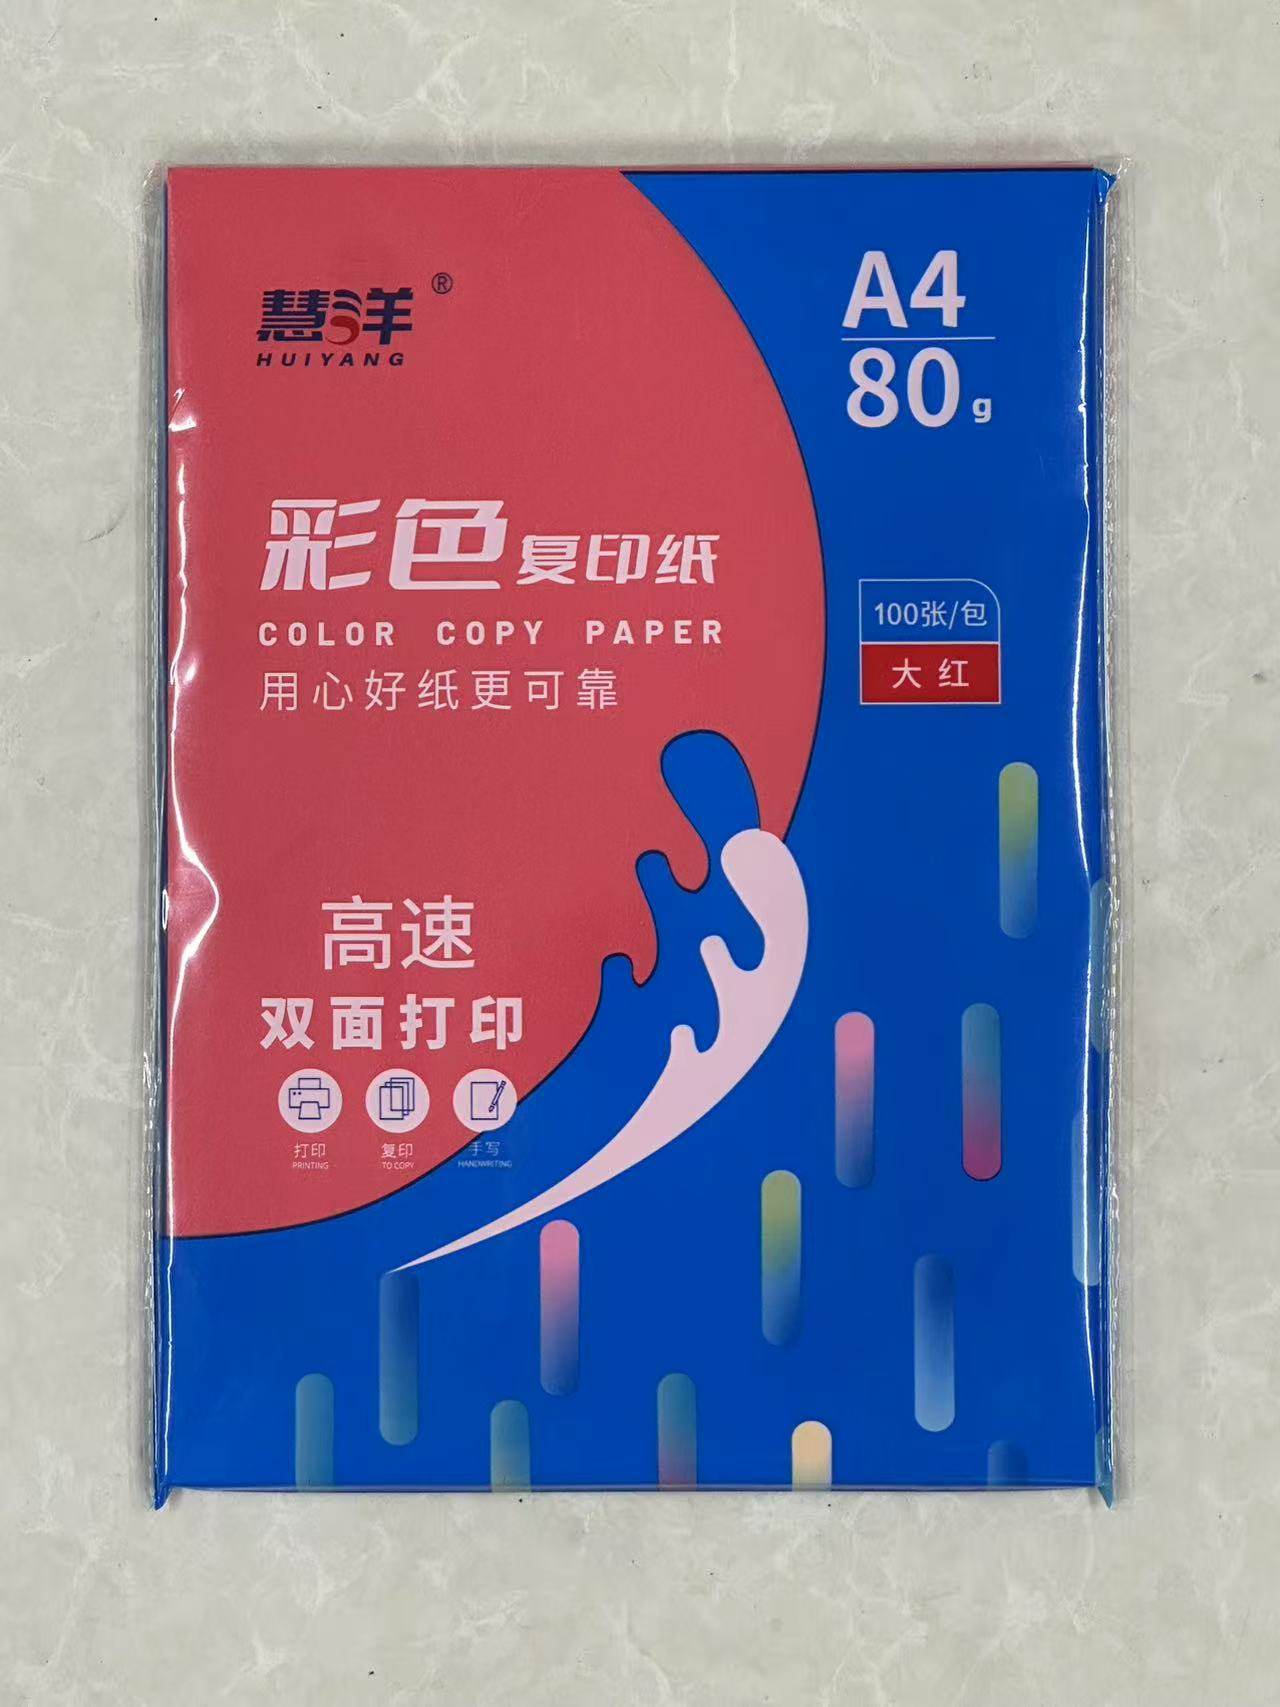 慧洋®
HUIYANG
A4
80g
彩色复印纸
COLOR COPY PAPER
用心好纸更可靠
100张/包
大红
高速
双面打印
打印 复印 手写
PRINTING TO COPY HANDWRITING